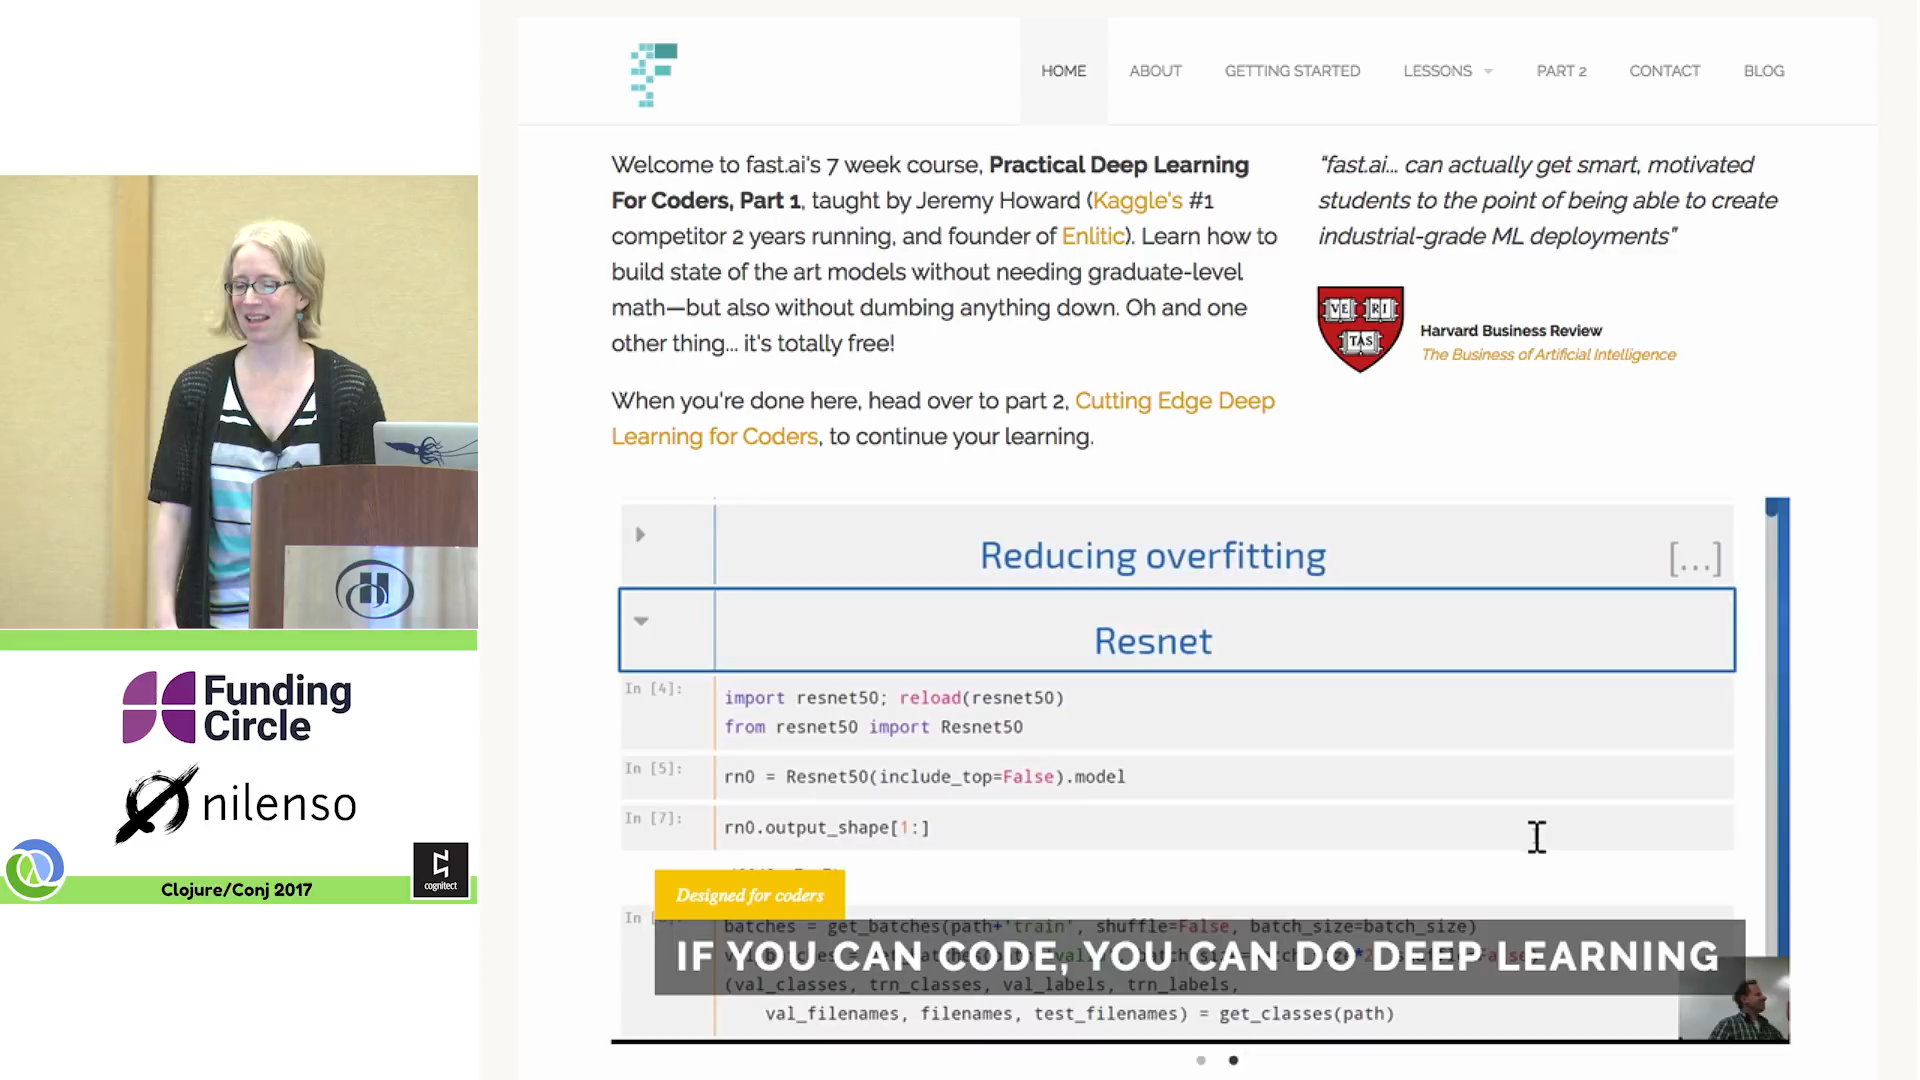 HOME
ABOUT
GETTING STARTED
LESSONS
PART 2
CONTACT
BLOG
Welcome to fast.ai's 7 week course, Practical Deep Learning
For Coders, Part 1, taught by Jeremy Howard (Kaggle's #1
competitor 2 years running, and founder of Enlitic). Learn how to
build state of the art models without needing graduate-level
math—but also without dumbing anything down. Oh and one
other thing... it's totally free!
When you're done here, head over to part 2, Cutting Edge Deep
Learning for Coders, to continue your learning.
"fast.ai... can actually get smart, motivated
students to the point of being able to create
industrial-grade ML deployments"
VE RI
TAS
Harvard Business Review
The Business of Artificial Intelligence
Reducing overfitting
[...]
Resnet
In [4]:
import resnet50; reload(resnet50)
from resnet50 import Resnet50
In [5]:
rn0 = Resnet50(include_top=False).model
In [7]:
rn0.output_shape[1:]
Designed for coders
In
batches = get_batches(path+'train', shuffle=False, batch_size=batch_size)
IF YOU CAN CODE, YOU CAN DO DEEP LEARNING
(val_classes, trn_classes, val_labels, trn_labels,
val_filenames, filenames, test_filenames) = get_classes(path)
Funding
Circle
nilenso
Clojure/Conj 2017
cognitect